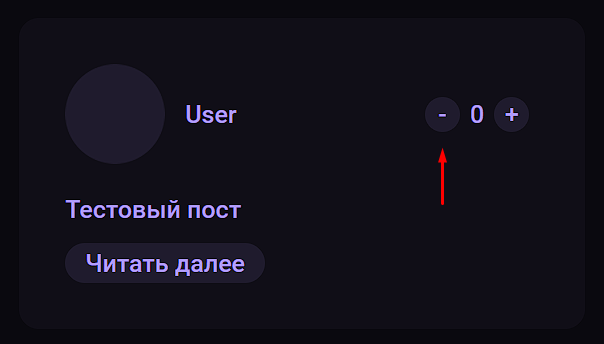 User - 0 +
Тестовый пост
Читать далее